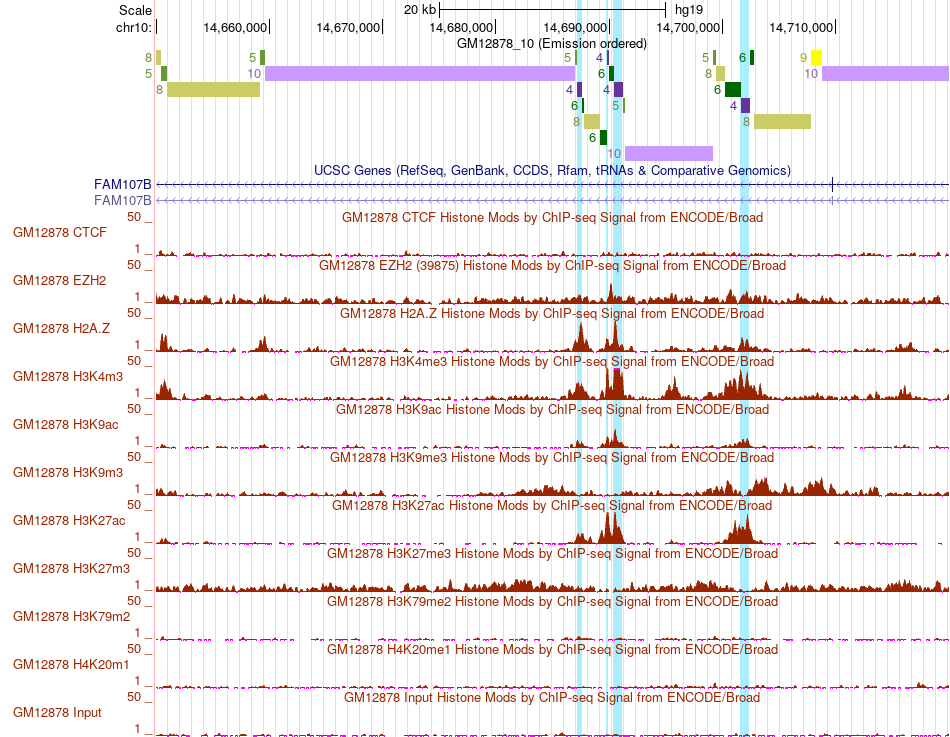 Scale 20 kb hg19
chr10: 14,660,000 14,670,000 14,680,000 14,690,000 14,700,000 14,710,000
GM12878_10 (Emission ordered)
8 5 5 4 5 6 9
5 10 6 8 10
8 4 4 6
6 5 4
8 8
6
10
UCSC Genes (RefSeq, GenBank, CCDS, Rfam, tRNAs & Comparative Genomics)
FAM107B
FAM107B
50 _ GM12878 CTCF Histone Mods by ChIP-seq Signal from ENCODE/Broad
GM12878 CTCF
1 _
50 _ GM12878 EZH2 (39875) Histone Mods by ChIP-seq Signal from ENCODE/Broad
GM12878 EZH2
1 _
50 _ GM12878 H2A.Z Histone Mods by ChIP-seq Signal from ENCODE/Broad
GM12878 H2A.Z
1 _
50 _ GM12878 H3K4me3 Histone Mods by ChIP-seq Signal from ENCODE/Broad
GM12878 H3K4m3
1 _
50 _ GM12878 H3K9ac Histone Mods by ChIP-seq Signal from ENCODE/Broad
GM12878 H3K9ac
1 _
50 _ GM12878 H3K9me3 Histone Mods by ChIP-seq Signal from ENCODE/Broad
GM12878 H3K9m3
1 _
50 _ GM12878 H3K27ac Histone Mods by ChIP-seq Signal from ENCODE/Broad
GM12878 H3K27ac
1 _
50 _ GM12878 H3K27me3 Histone Mods by ChIP-seq Signal from ENCODE/Broad
GM12878 H3K27m3
1 _
50 _ GM12878 H3K79me2 Histone Mods by ChIP-seq Signal from ENCODE/Broad
GM12878 H3K79m2
1 _
50 _ GM12878 H4K20me1 Histone Mods by ChIP-seq Signal from ENCODE/Broad
GM12878 H4K20m1
1 _
50 _ GM12878 Input Histone Mods by ChIP-seq Signal from ENCODE/Broad
GM12878 Input
1 _